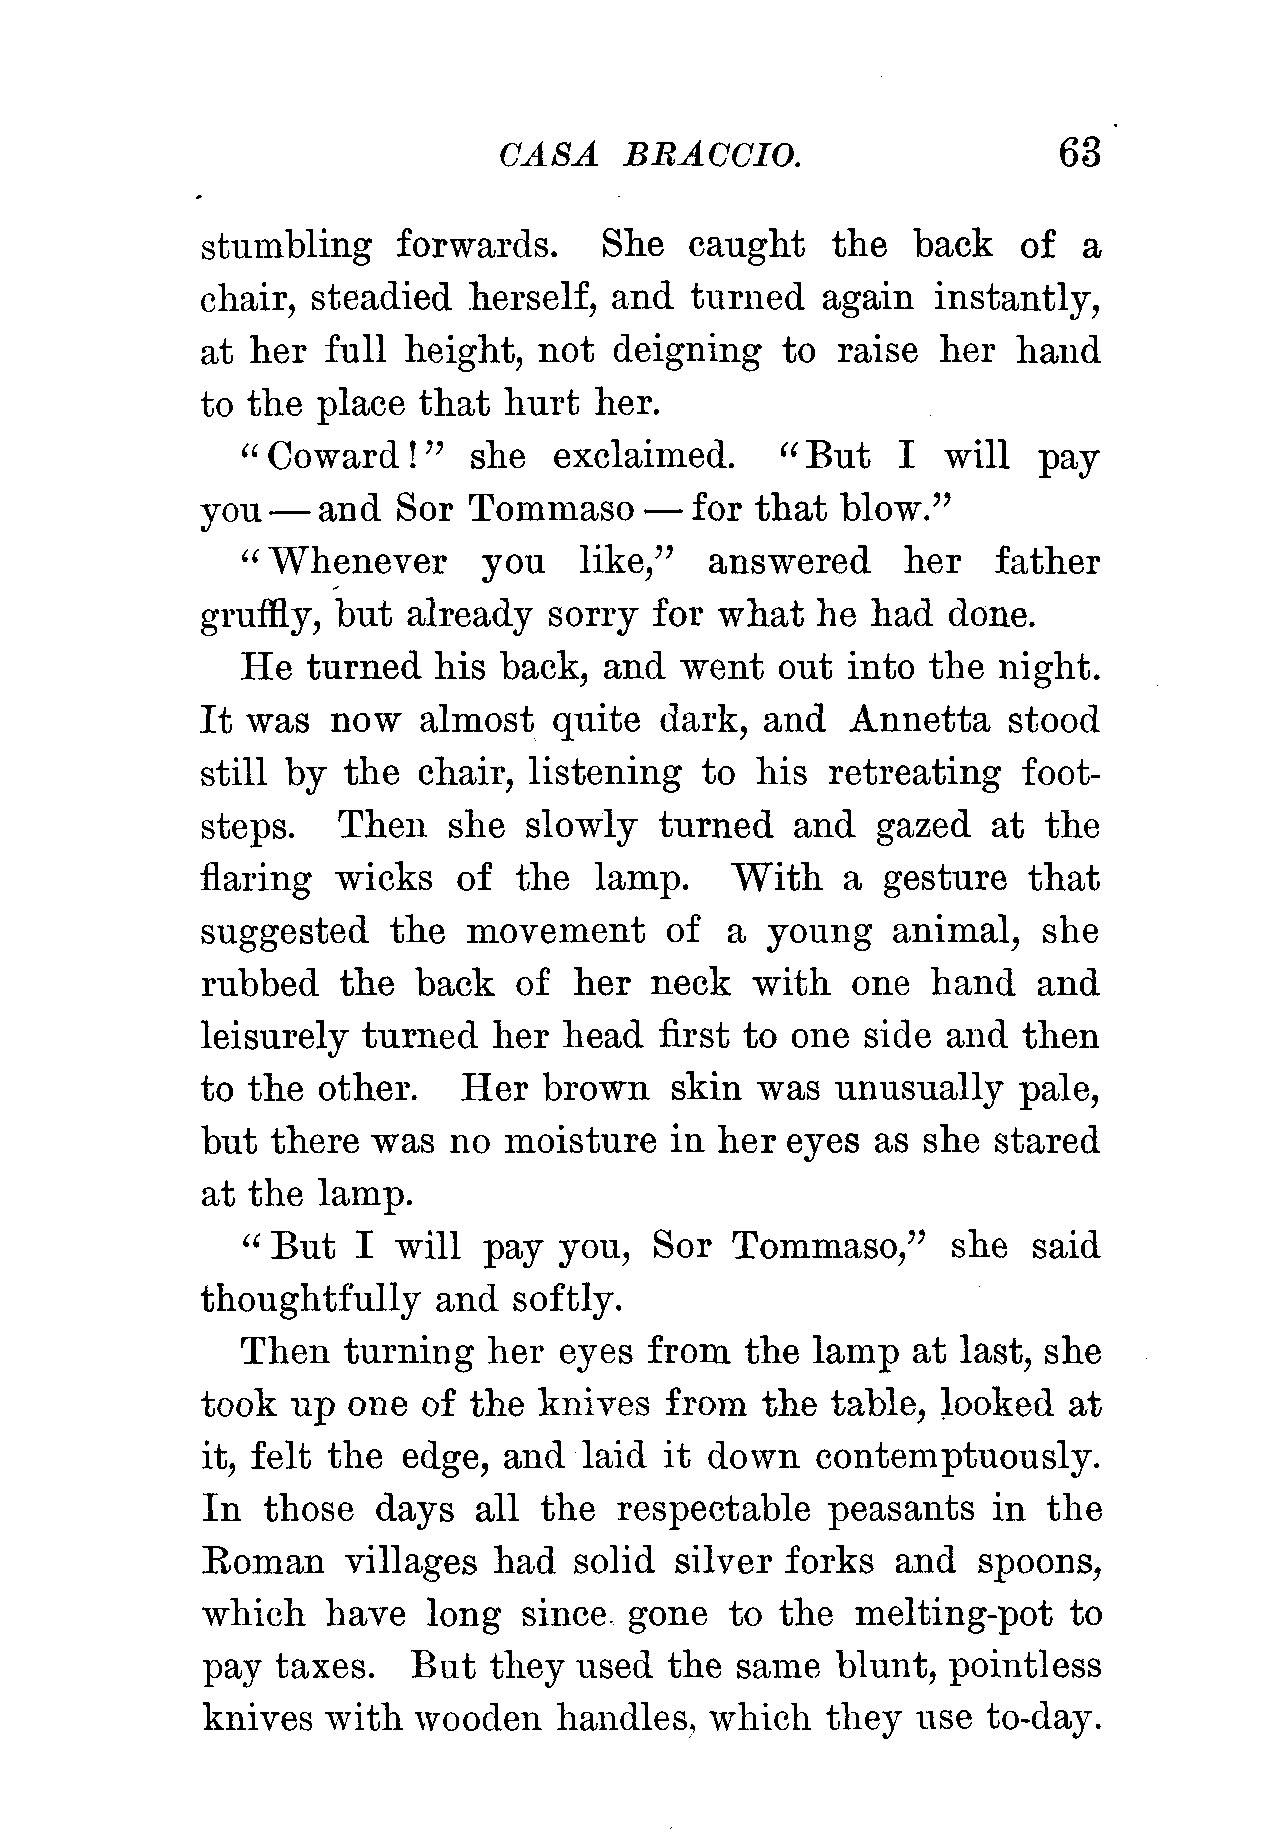 CASA BRACCIO. 63
stumbling forwards. She caught the back of a
chair, steadied herself, and turned again instantly,
at her full height, not deigning to raise her hand
to the place that hurt her.
“Coward!” she exclaimed. “But I will pay
you — and Sor Tommaso — for that blow.”
“Whenever you like,” answered her father
gruffly, but already sorry for what he had done.
He turned his back, and went out into the night.
It was now almost quite dark, and Annetta stood
still by the chair, listening to his retreating foot-
steps. Then she slowly turned and gazed at the
flaring wicks of the lamp. With a gesture that
suggested the movement of a young animal, she
rubbed the back of her neck with one hand and
leisurely turned her head first to one side and then
to the other. Her brown skin was unusually pale,
but there was no moisture in her eyes as she stared
at the lamp.
“But I will pay you, Sor Tommaso,” she said
thoughtfully and softly.
Then turning her eyes from the lamp at last, she
took up one of the knives from the table, looked at
it, felt the edge, and laid it down contemptuously.
In those days all the respectable peasants in the
Roman villages had solid silver forks and spoons,
which have long since gone to the melting-pot to
pay taxes. But they used the same blunt, pointless
knives with wooden handles, which they use to-day.